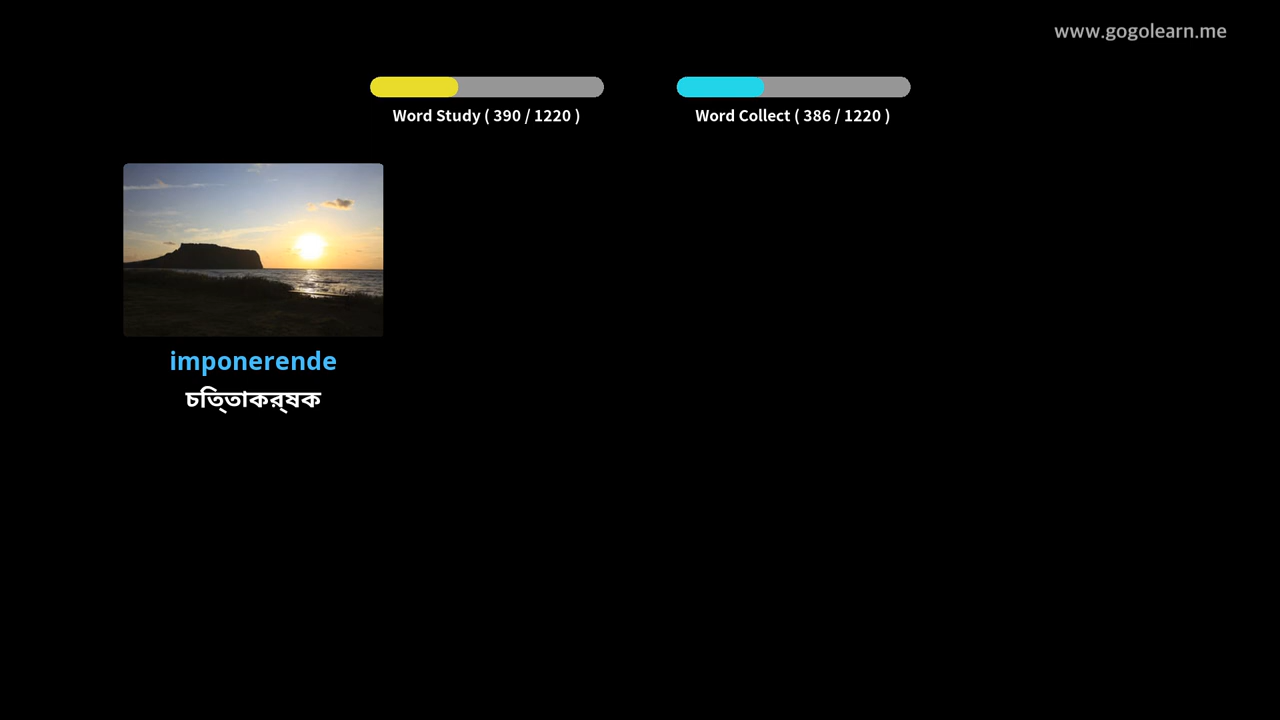 www.gogolearn.me
Word Study ( 390 / 1220 )
Word Collect ( 386 / 1220 )
imponerende
চিত্তাকর্ষক